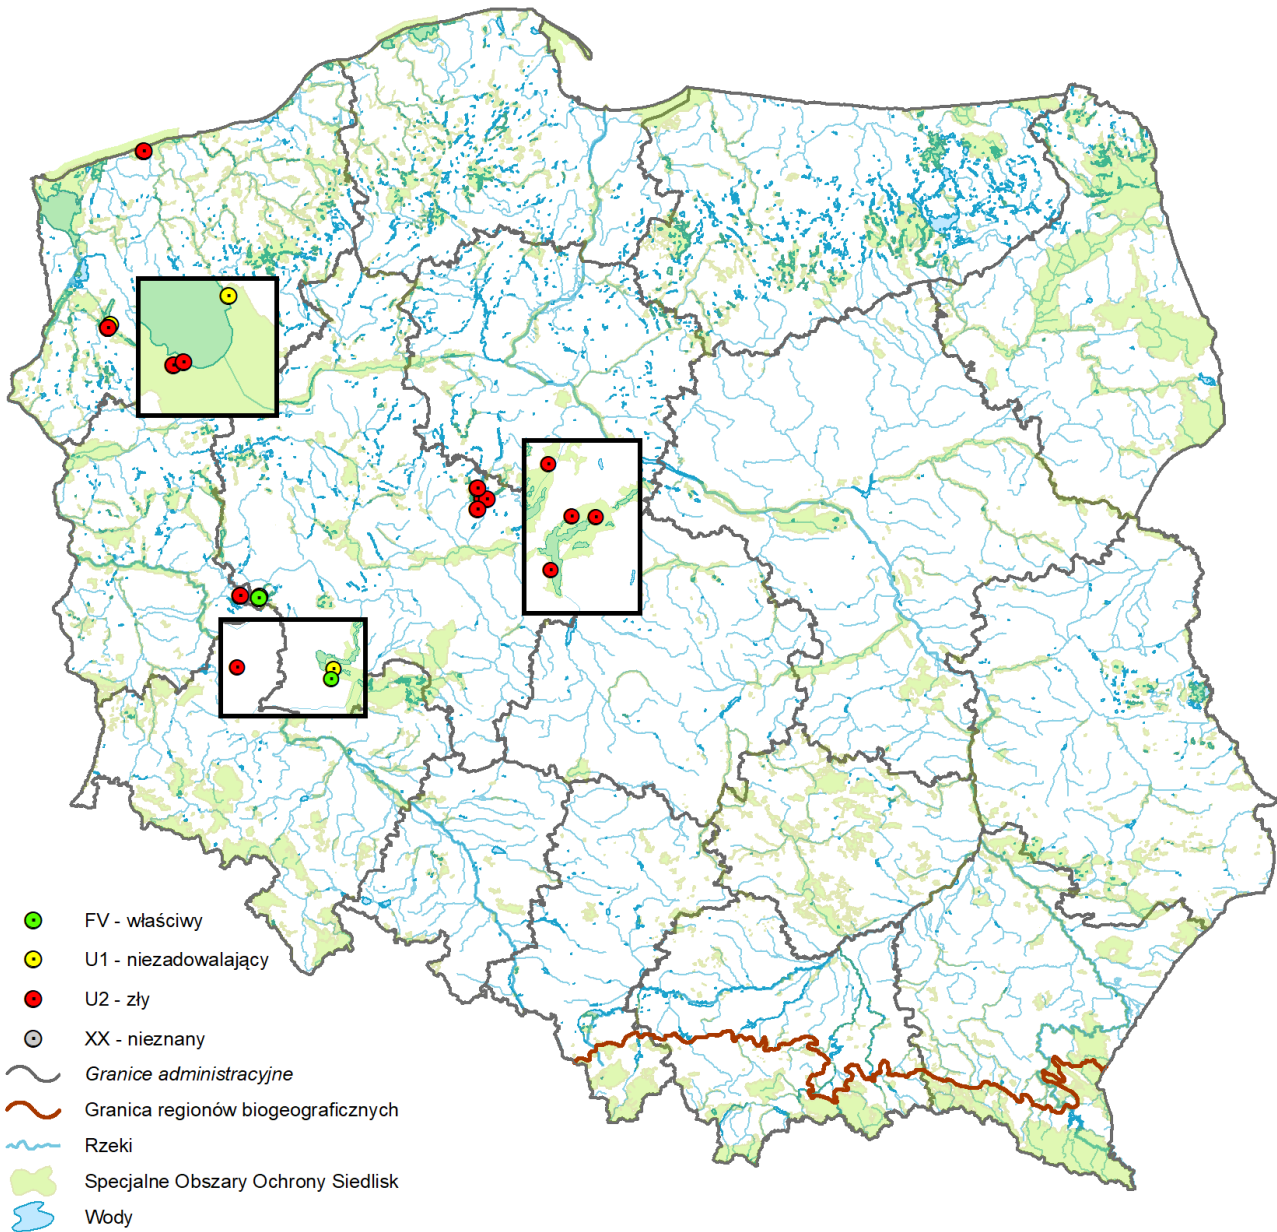 FV - właściwy
U1 - niezadowalający
U2 - zły
XX - nieznany
Granice administracyjne
Granica regionów biogeograficznych
Rzeki
Specjalne Obszary Ochrony Siedlisk
Wody